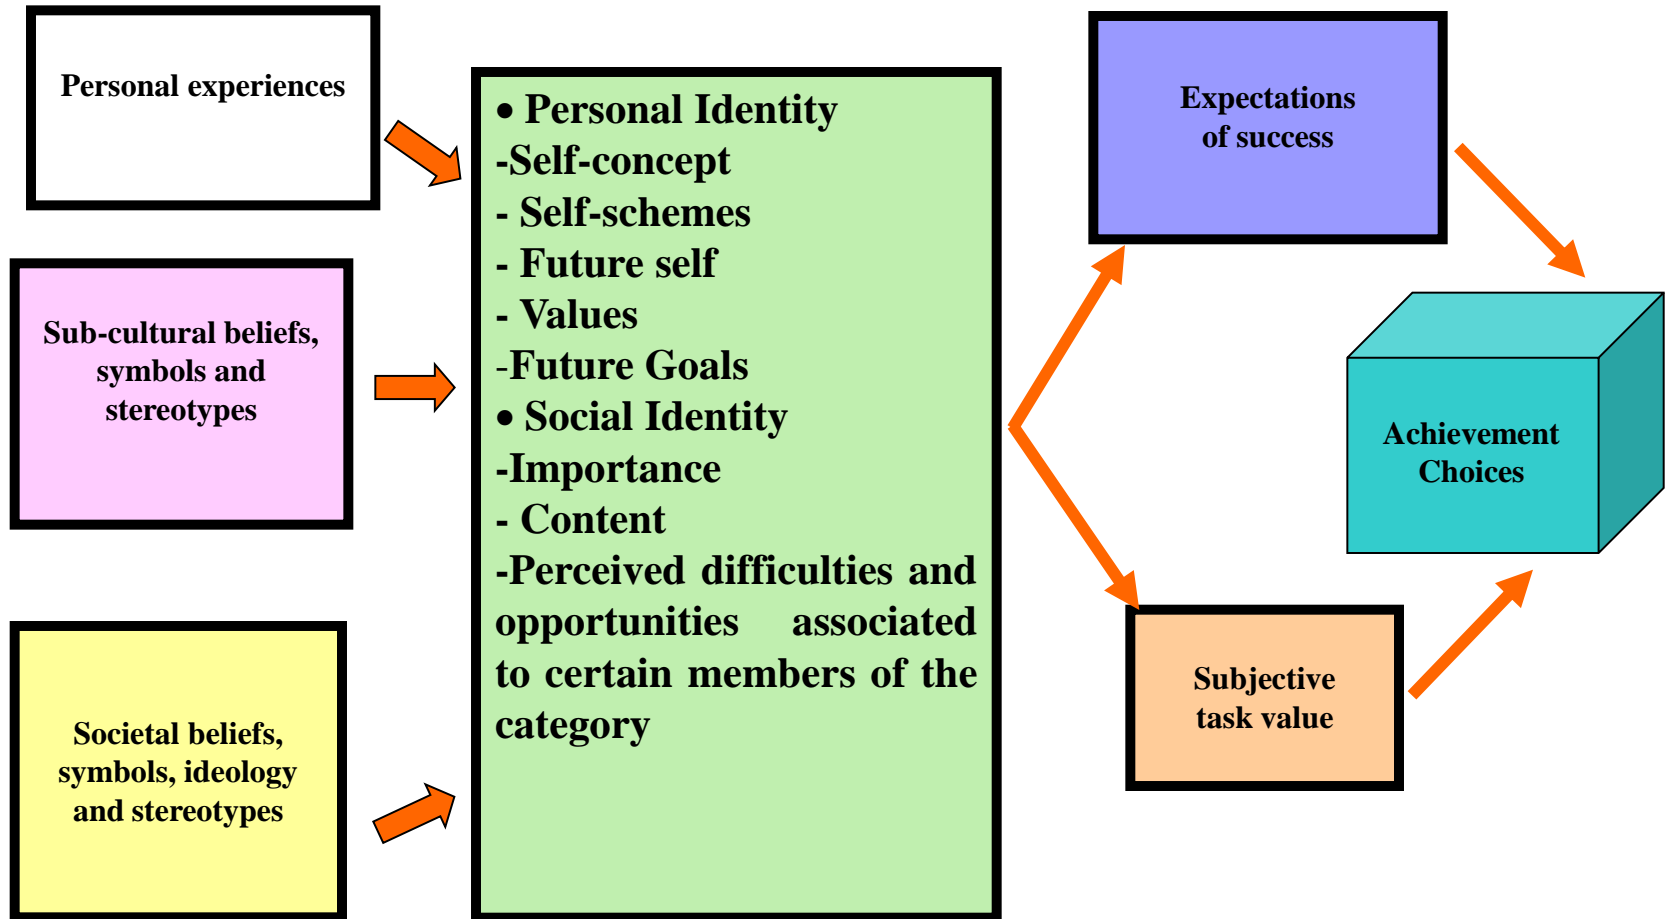 Personal experiences
Sub-cultural beliefs,
symbols and
stereotypes
Societal beliefs,
symbols, ideology
and stereotypes
• Personal Identity
-Self-concept
- Self-schemes
- Future self
- Values
-Future Goals
• Social Identity
-Importance
- Content
-Perceived difficulties and
opportunities associated
to certain members of the
category
Expectations
of success
Subjective
task value
Achievement
Choices